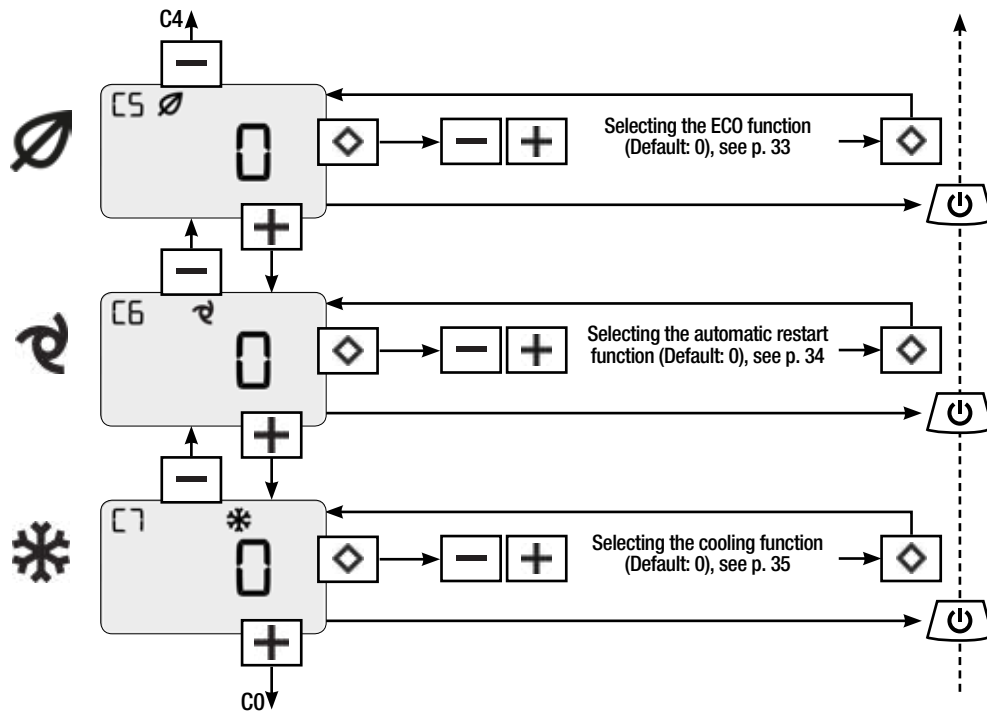 C4
C5
0
Selecting the ECO function
(Default: 0), see p. 33
C6
0
Selecting the automatic restart
function (Default: 0), see p. 34
C7
0
Selecting the cooling function
(Default: 0), see p. 35
C0